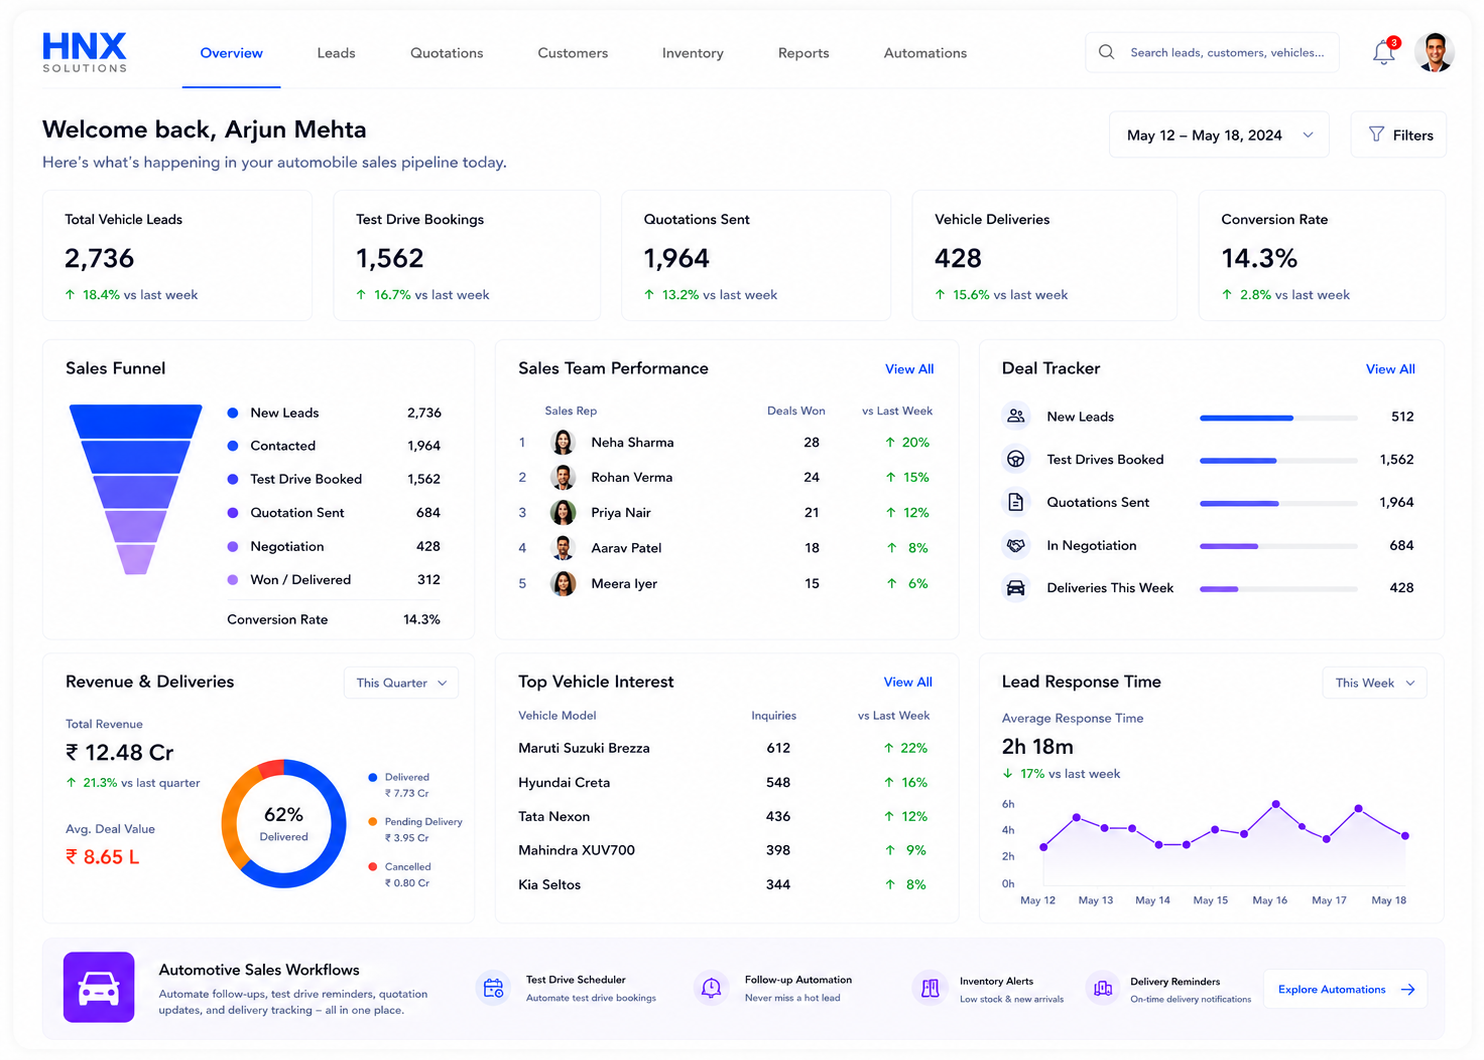 HNX
SOLUTIONS
Overview
Leads
Quotations
Customers
Inventory
Reports
Automations
Search leads, customers, vehicles...
3
Welcome back, Arjun Mehta
Here's what's happening in your automobile sales pipeline today.
May 12 – May 18, 2024
Filters
Total Vehicle Leads
2,736
↑ 18.4% vs last week
Test Drive Bookings
1,562
↑ 16.7% vs last week
Quotations Sent
1,964
↑ 13.2% vs last week
Vehicle Deliveries
428
↑ 15.6% vs last week
Conversion Rate
14.3%
↑ 2.8% vs last week
Sales Funnel
New Leads 2,736
Contacted 1,964
Test Drive Booked 1,562
Quotation Sent 684
Negotiation 428
Won / Delivered 312
Conversion Rate 14.3%
Sales Team Performance View All
Sales Rep Deals Won vs Last Week
1 Neha Sharma 28 ↑ 20%
2 Rohan Verma 24 ↑ 15%
3 Priya Nair 21 ↑ 12%
4 Aarav Patel 18 ↑ 8%
5 Meera Iyer 15 ↑ 6%
Deal Tracker View All
New Leads 512
Test Drives Booked 1,562
Quotations Sent 1,964
In Negotiation 684
Deliveries This Week 428
Revenue & Deliveries This Quarter
Total Revenue
₹ 12.48 Cr
↑ 21.3% vs last quarter
Avg. Deal Value
₹ 8.65 L
62%
Delivered
Delivered
₹ 7.73 Cr
Pending Delivery
₹ 3.95 Cr
Cancelled
₹ 0.80 Cr
Top Vehicle Interest View All
Vehicle Model Inquiries vs Last Week
Maruti Suzuki Brezza 612 ↑ 22%
Hyundai Creta 548 ↑ 16%
Tata Nexon 436 ↑ 12%
Mahindra XUV700 398 ↑ 9%
Kia Seltos 344 ↑ 8%
Lead Response Time This Week
Average Response Time
2h 18m
↓ 17% vs last week
6h
4h
2h
0h
May 12 May 13 May 14 May 15 May 16 May 17 May 18
Automotive Sales Workflows
Automate follow-ups, test drive reminders, quotation
updates, and delivery tracking – all in one place.
Test Drive Scheduler
Automate test drive bookings
Follow-up Automation
Never miss a hot lead
Inventory Alerts
Low stock & new arrivals
Delivery Reminders
On-time delivery notifications
Explore Automations →